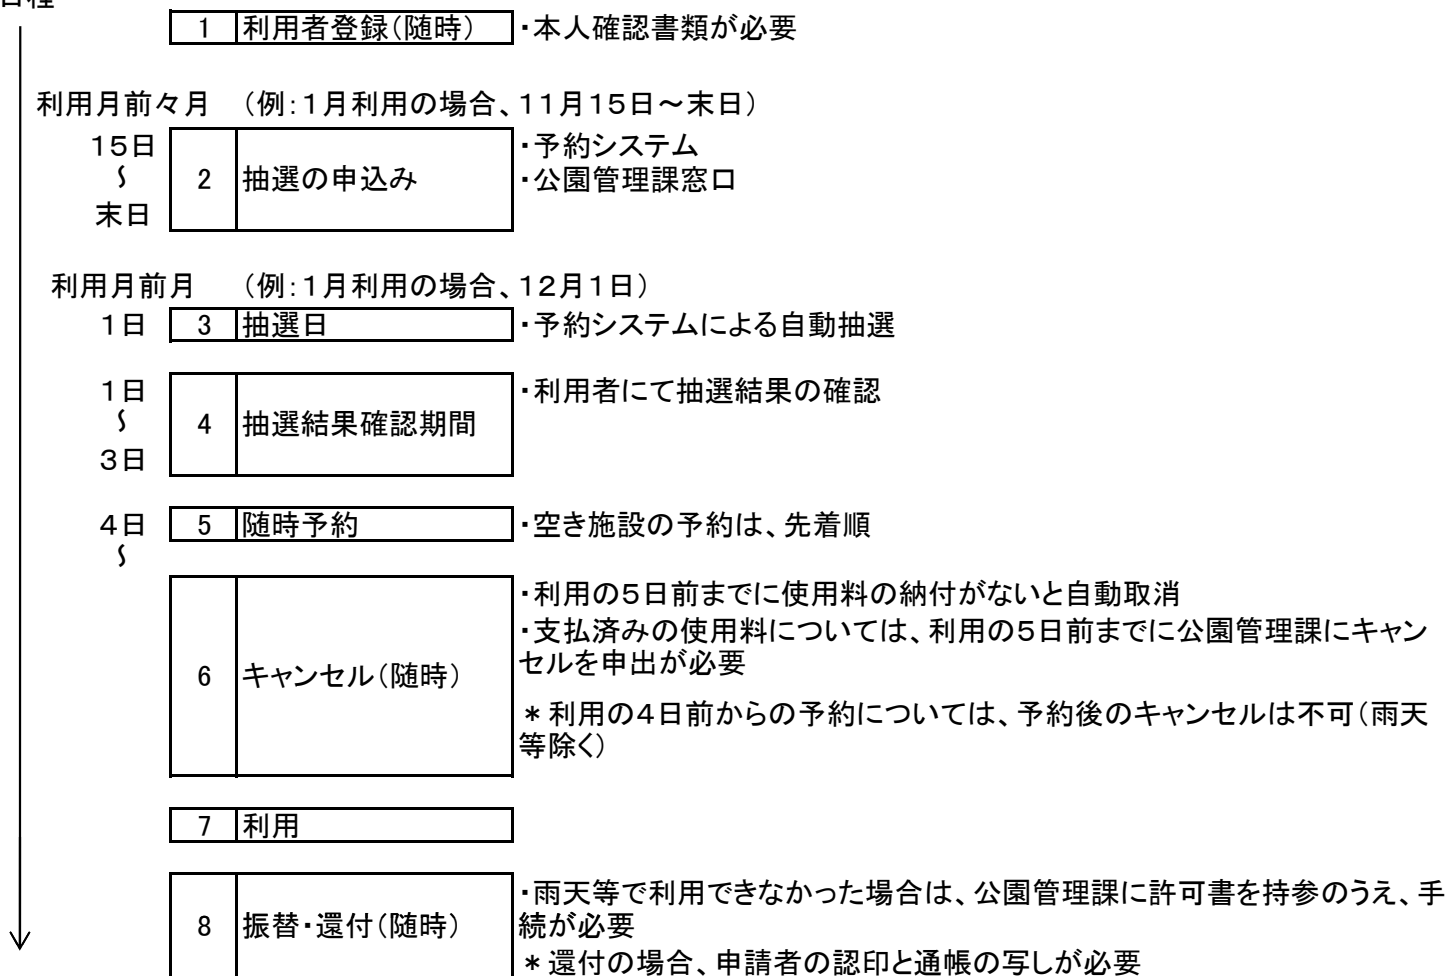 日程
1 利用者登録(随時) ・本人確認書類が必要
利用月前々月 (例:1月利用の場合、11月15日~末日)
15日
~
末日
2 抽選の申込み
・予約システム
・公園管理課窓口
利用月前月 (例:1月利用の場合、12月1日)
1日 3 抽選日 ・予約システムによる自動抽選
1日
~
3日
4 抽選結果確認期間
・利用者にて抽選結果の確認
4日 5 随時予約 ・空き施設の予約は、先着順
~
6 キャンセル(随時)
・利用の5日前までに使用料の納付がないと自動取消
・支払済みの使用料については、利用の5日前までに公園管理課にキャン
セルを申出が必要
*利用の4日前からの予約については、予約後のキャンセルは不可(雨天
等除く)
7 利用
8 振替・還付(随時)
・雨天等で利用できなかった場合は、公園管理課に許可書を持参のうえ、手
続が必要
*還付の場合、申請者の認印と通帳の写しが必要